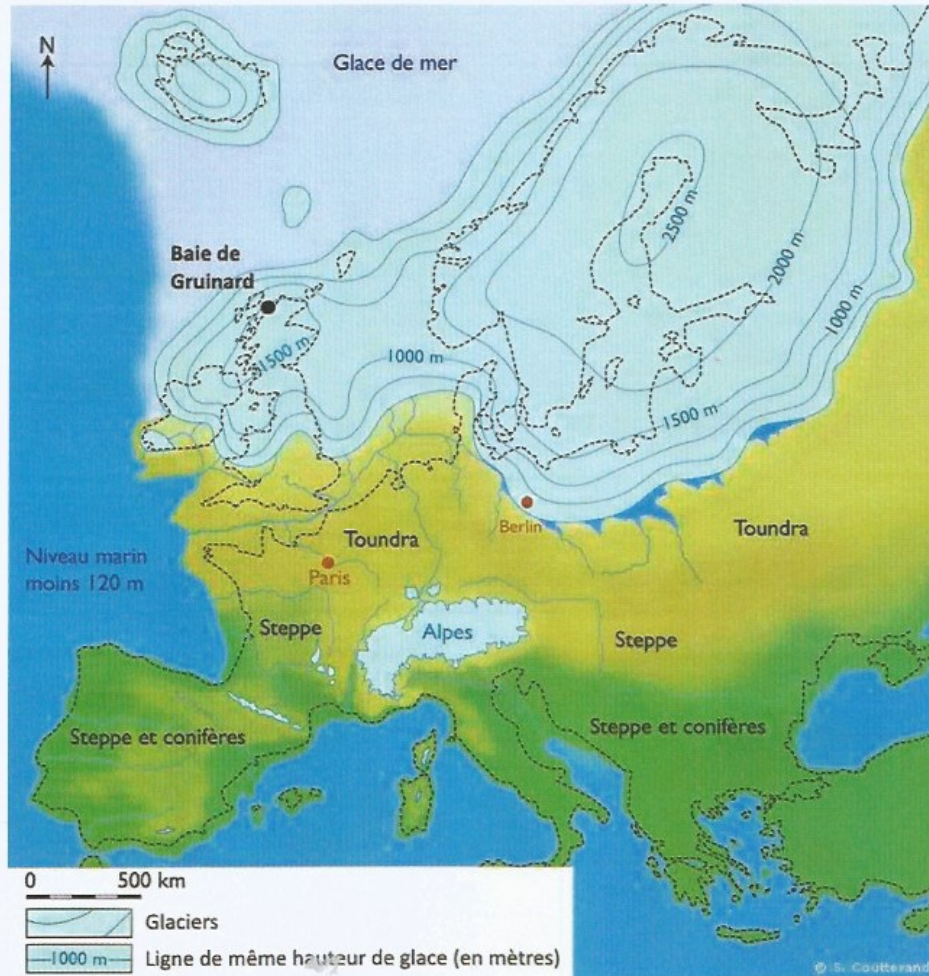 N
Glace de mer
Baie de
Gruinard
2500 m
2000 m
1000 m
1500 m
1000 m
1500 m
Berlin
Toundra
Toundra
Niveau marin
moins 120 m
Paris
Steppe
Alpes
Steppe
Steppe et conifères
Steppe et conifères
0 500 km
Glaciers
1000 m Ligne de même hauteur de glace (en mètres)
© S. Coutterand